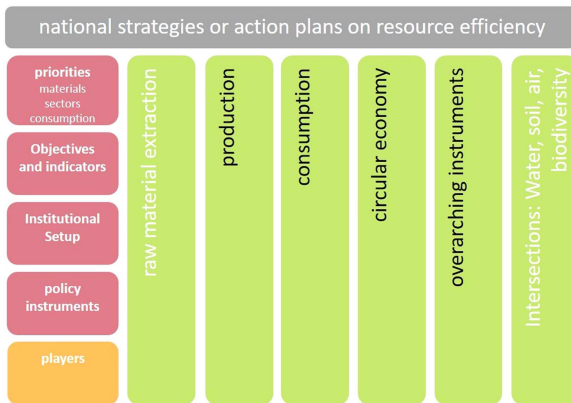 national strategies or action plans on resource efficiency
priorities
materials
sectors
consumption
Objectives
and indicators
Institutional
Setup
policy
instruments
players
raw material extraction
production
consumption
circular economy
overarching instruments
Intersections: Water, soil, air,
biodiversity